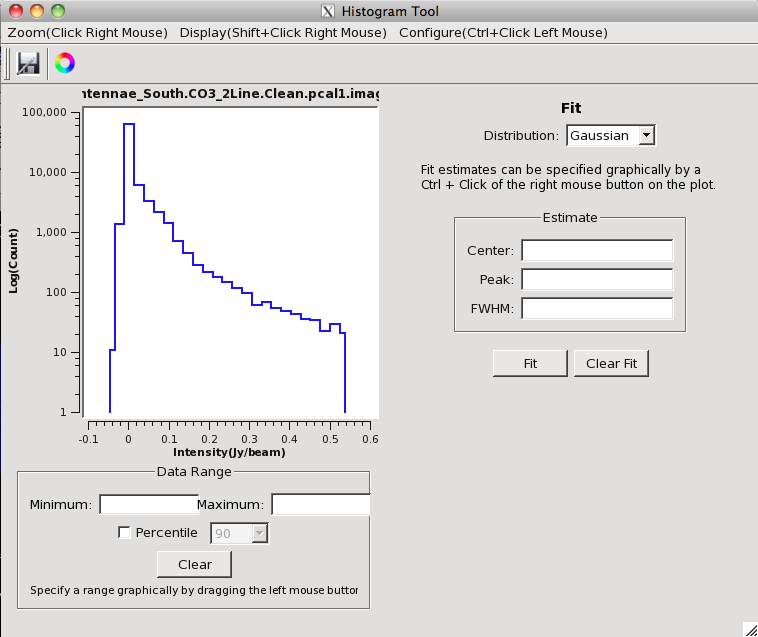 X Histogram Tool
Zoom(Click Right Mouse) Display(Shift+Click Right Mouse) Configure(Ctrl+Click Left Mouse)
ntennae_South.CO3_2Line.Clean.pcal1.imag
100,000
10,000
1,000
100
10
1
Log(Count)
-0.1 0 0.1 0.2 0.3 0.4 0.5 0.6
Intensity(Jy/beam)
Data Range
Minimum: Maximum:
Percentile 90
Clear
Specify a range graphically by dragging the left mouse button
Fit
Distribution: Gaussian
Fit estimates can be specified graphically by a
Ctrl + Click of the right mouse button on the plot.
Estimate
Center:
Peak:
FWHM:
Fit Clear Fit